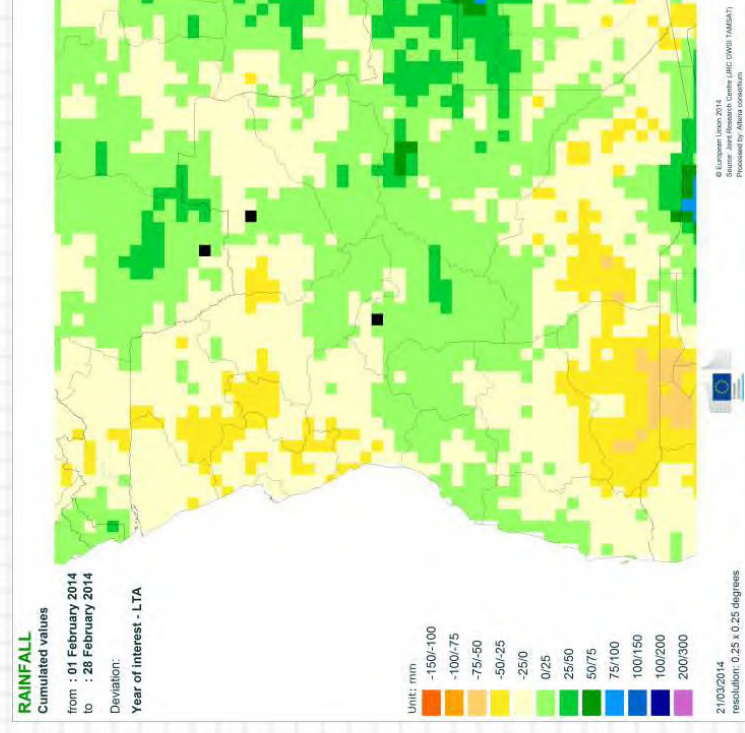 RAINFALL
Cumulated values
from : 01 February 2014
to : 28 February 2014
Deviation:
Year of interest - LTA
Unit: mm
-150/-100
-100/-75
-75/-50
-50/-25
-25/0
0/25
25/50
50/75
75/100
100/150
100/200
200/300
21/03/2014
resolution: 0.25 x 0.25 degrees
© European Union 2014
Source: Joint Research Centre (JRC GWSI TAMSAT)
Processed by: Alterra consortium